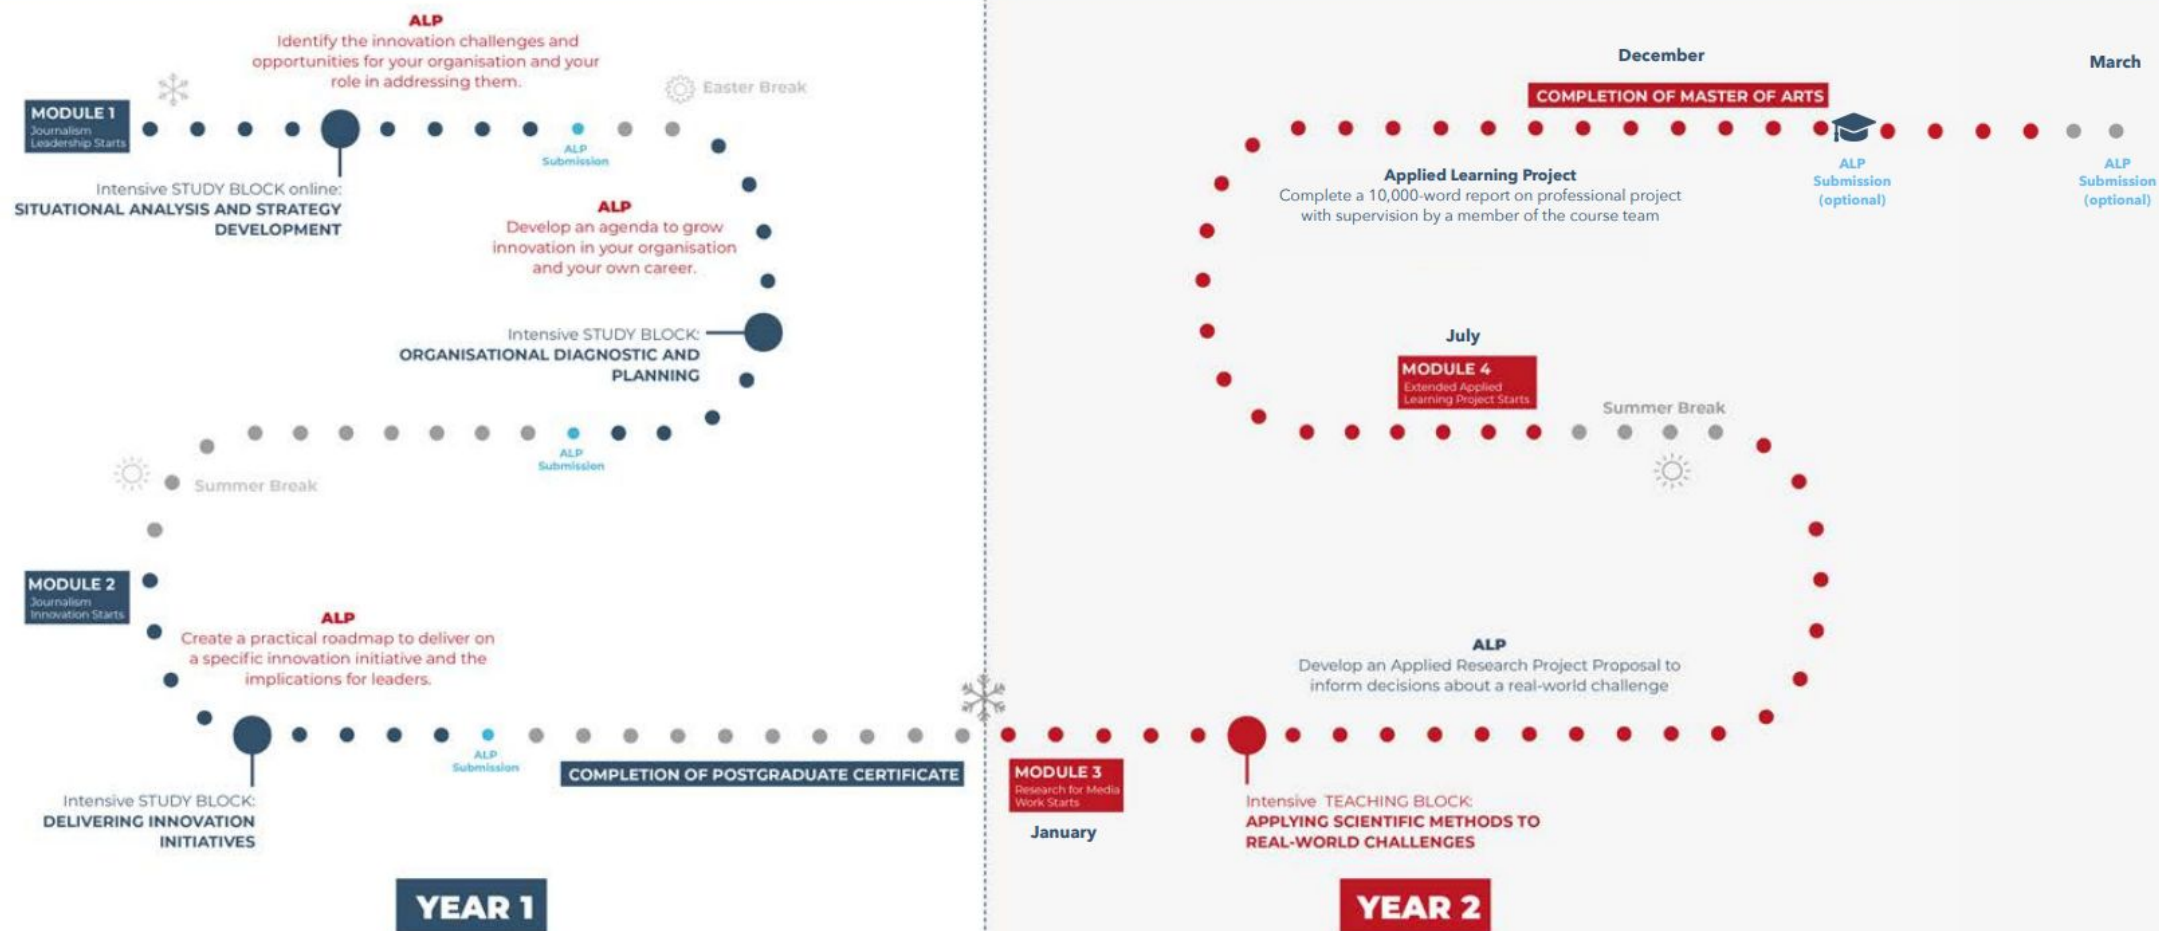 ALP
Identify the innovation challenges and
opportunities for your organisation and your
role in addressing them.
Easter Break
MODULE 1
Journalism
Leadership Starts
ALP
Submission
Intensive STUDY BLOCK online:
SITUATIONAL ANALYSIS AND STRATEGY
DEVELOPMENT
ALP
Develop an agenda to grow
innovation in your organisation
and your own career.
Intensive STUDY BLOCK:
ORGANISATIONAL DIAGNOSTIC AND
PLANNING
ALP
Submission
Summer Break
MODULE 2
Journalism
Innovation Starts
ALP
Create a practical roadmap to deliver on
a specific innovation initiative and the
implications for leaders.
ALP
Submission
COMPLETION OF POSTGRADUATE CERTIFICATE
Intensive STUDY BLOCK:
DELIVERING INNOVATION
INITIATIVES
YEAR 1
December
COMPLETION OF MASTER OF ARTS
March
Applied Learning Project
Complete a 10,000-word report on professional project
with supervision by a member of the course team
ALP
Submission
(optional)
ALP
Submission
(optional)
July
MODULE 4
Extended Applied
Learning Project Starts
Summer Break
ALP
Develop an Applied Research Project Proposal to
inform decisions about a real-world challenge
MODULE 3
Research for Media
Work Starts
January
Intensive TEACHING BLOCK:
APPLYING SCIENTIFIC METHODS TO
REAL-WORLD CHALLENGES
YEAR 2